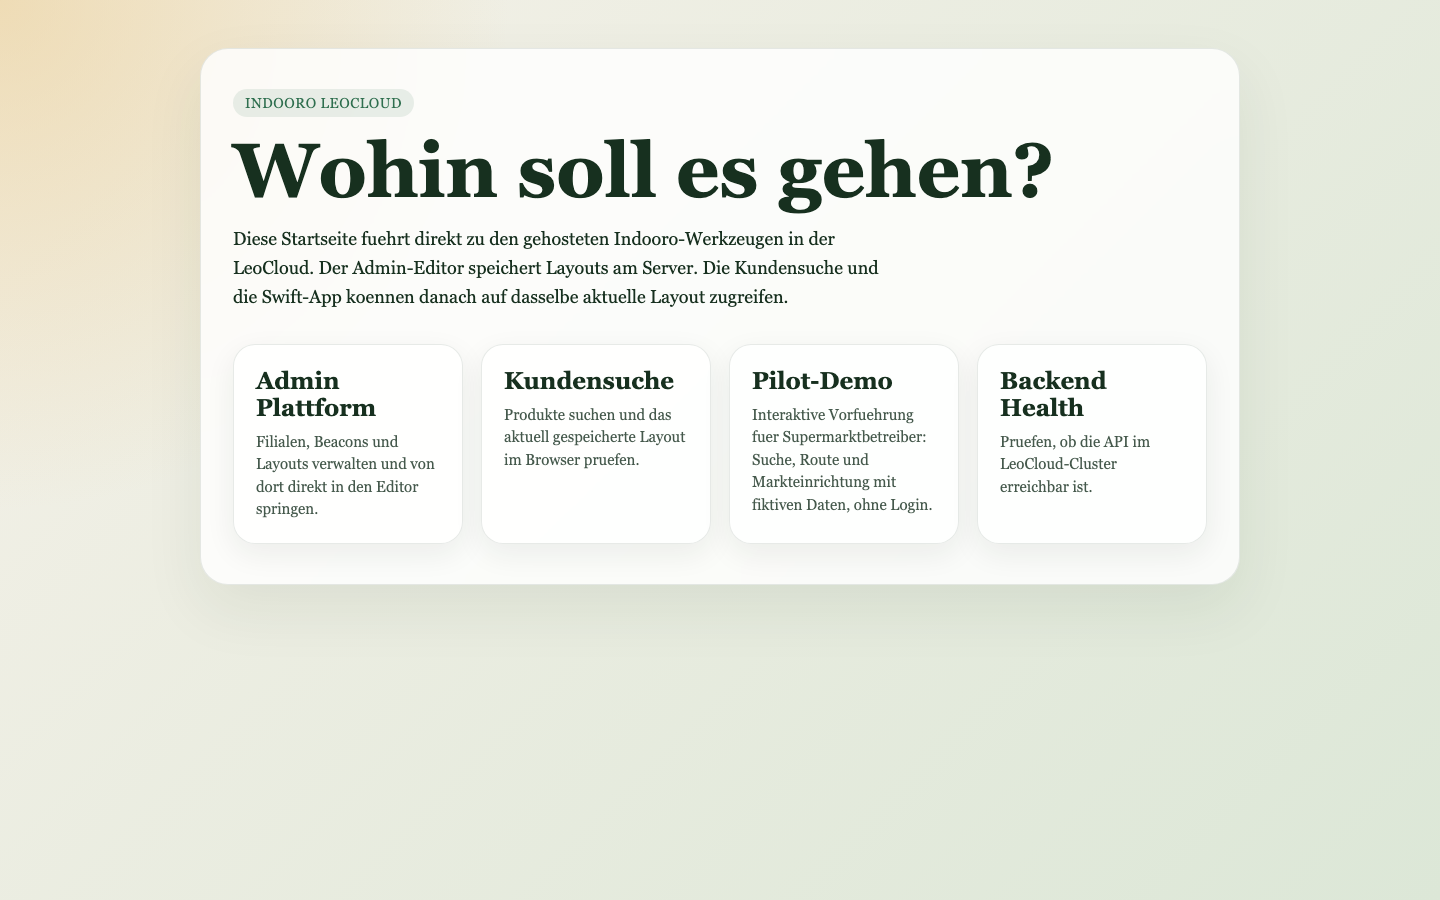 INDOORO LEOCLOUD
Wohin soll es gehen?
Diese Startseite fuehrt direkt zu den gehosteten Indooro-Werkzeugen in der
LeoCloud. Der Admin-Editor speichert Layouts am Server. Die Kundensuche und
die Swift-App koennen danach auf dasselbe aktuelle Layout zugreifen.
Admin
Plattform
Filialen, Beacons und
Layouts verwalten und von
dort direkt in den Editor
springen.
Kundensuche
Produkte suchen und das
aktuell gespeicherte Layout
im Browser pruefen.
Pilot-Demo
Interaktive Vorfuehrung
fuer Supermarktbetreiber:
Suche, Route und
Markteinrichtung mit
fiktiven Daten, ohne Login.
Backend
Health
Pruefen, ob die API im
LeoCloud-Cluster
erreichbar ist.